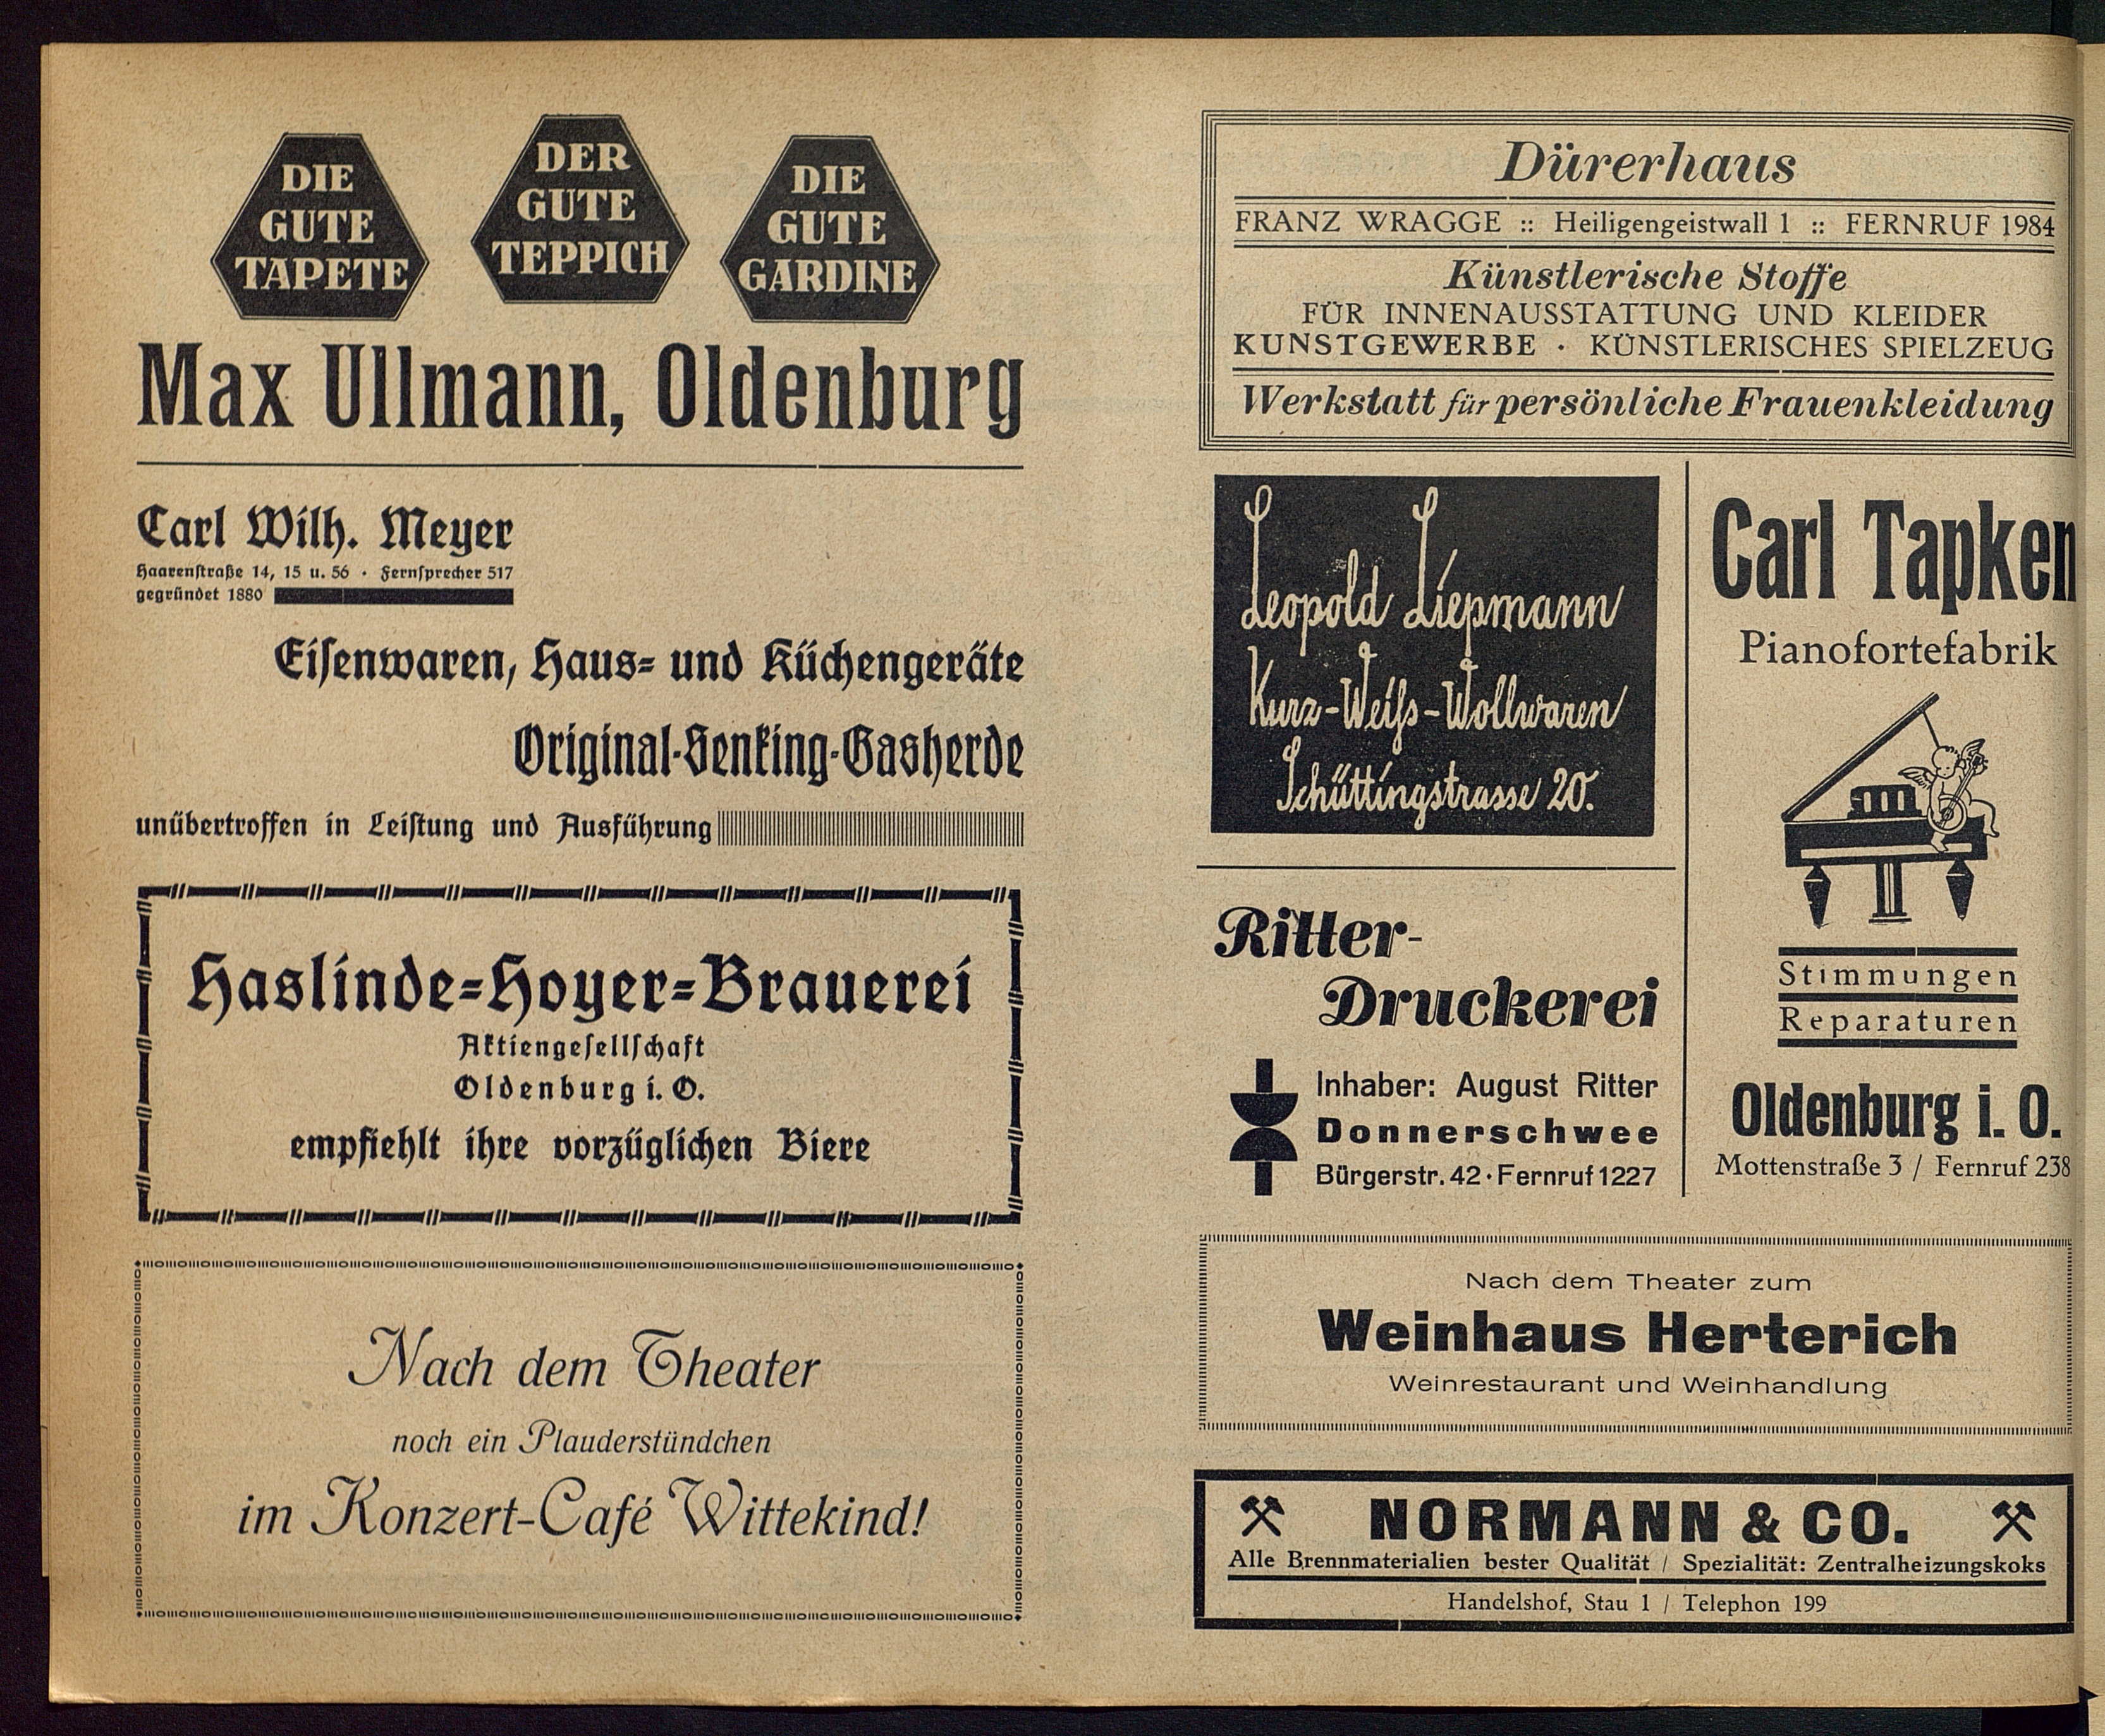 DIE
GUTE
TAPETE
DER
GUTE
TEPPICH
DIE
GUTE
GARDINE
Max Ullmann, Oldenburg
Carl Wilh. Meyer
Haarenſtraße 14, 15 u. 56 · Fernſprecher 517
gegründet 1880
Eiſenwaren, Haus- und Küchengeräte
Original-Senking-Gasherde
unübertroffen in Leiſtung und Ausführung
Haslinde-Hoyer-Brauerei
Aktiengeſellſchaft
Oldenburg i. O.
empfiehlt ihre vorzüglichen Biere
Nach dem Theater
noch ein Plauderstündchen
im Konzert-Café Wittekind!
Dürerhaus
FRANZ WRAGGE :: Heiligengeistwall 1 :: FERNRUF 1984
Künstlerische Stoffe
FÜR INNENAUSSTATTUNG UND KLEIDER
KUNSTGEWERBE · KÜNSTLERISCHES SPIELZEUG
Werkstatt für persönliche Frauenkleidung
Leopold Liepmann
Kurz-Weiſs-Wollwaren
Schüttingstrasse 20.
Ritter-
Druckerei
Inhaber: August Ritter
Donnerschwee
Bürgerstr. 42 · Fernruf 1227
Carl Tapken
Pianofortefabrik
Stimmungen
Reparaturen
Oldenburg i. O.
Mottenstraße 3 / Fernruf 238
Nach dem Theater zum
Weinhaus Herterich
Weinrestaurant und Weinhandlung
NORMANN & CO.
Alle Brennmaterialien bester Qualität / Spezialität: Zentralheizungskoks
Handelshof, Stau 1 / Telephon 199